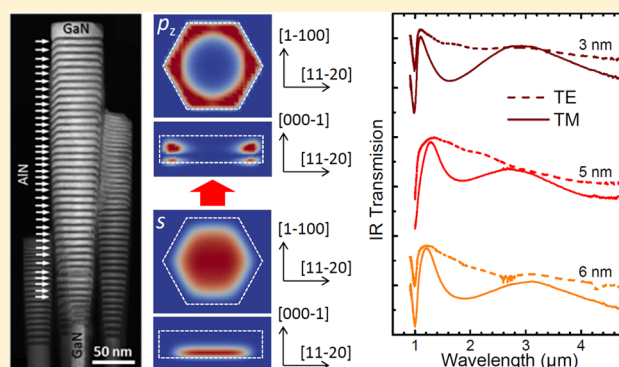 GaN
AlN
GaN
50 nm
pz
[1-100]
[11-20]
[000-1]
[11-20]
s
[1-100]
[11-20]
[000-1]
[11-20]
IR Transmision
3 nm
TE
TM
5 nm
6 nm
1 2 3 4
Wavelength (µm)